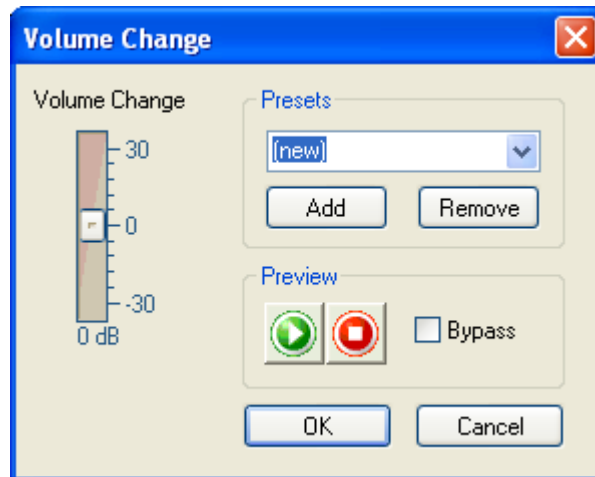 Volume Change
Volume Change
30
0
-30
0 dB
Presets
(new)
Add
Remove
Preview
Bypass
OK
Cancel